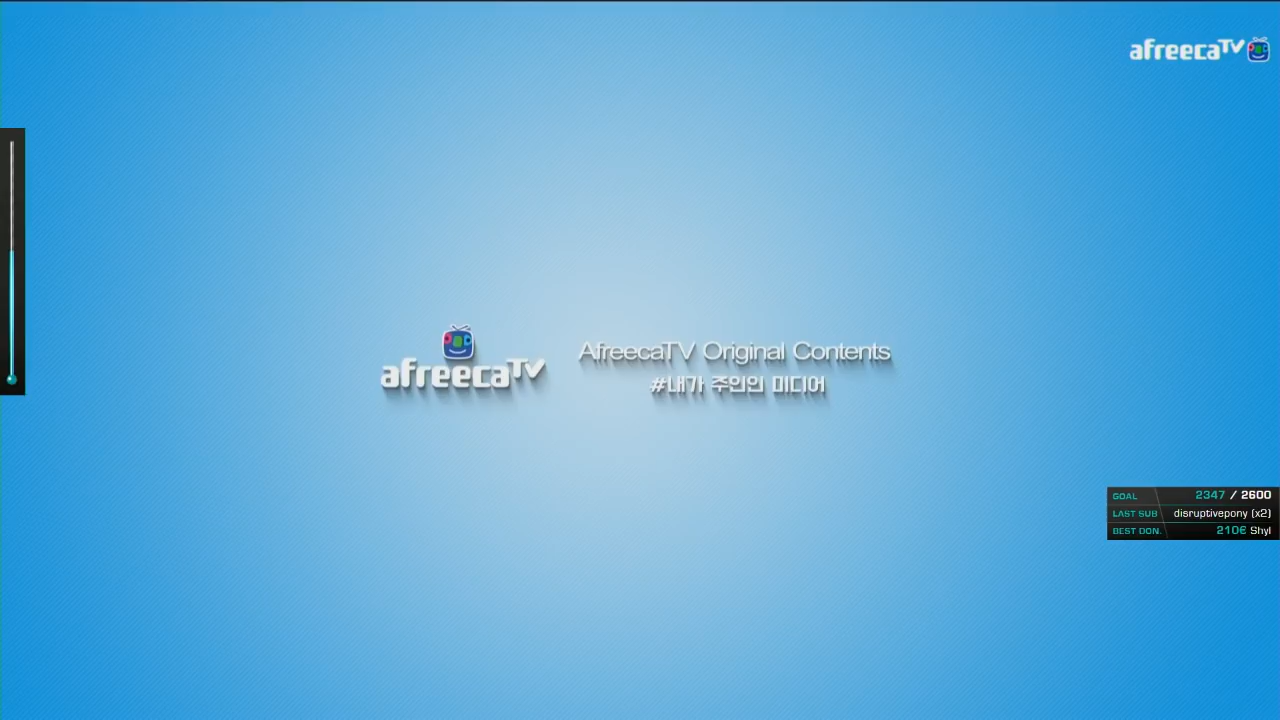 afreecaTV
afreecaTV
AfreecaTV Original Contents
#내가 주인인 미디어
GOAL 2347 / 2600
LAST SUB disruptivepony (x2)
BEST DON. 210€ Shyl